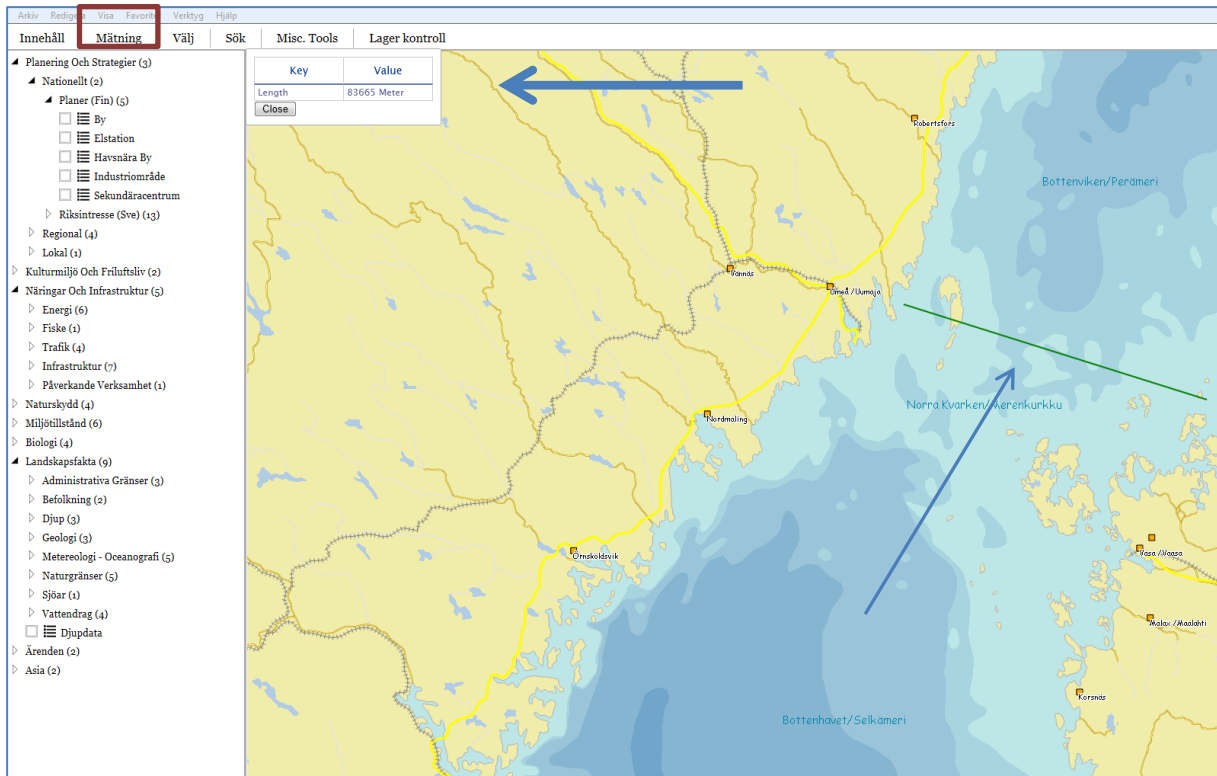 Arkiv Redigera Visa Favoriter Verktyg Hjälp
Innehåll Mätning Välj Sök Misc. Tools Lager kontroll
Planering Och Strategier (3)
Nationellt (2)
Planer (Fin) (5)
By
Elstation
Havsnära By
Industriområde
Sekundäracentrum
Riksintresse (Sve) (13)
Regional (4)
Lokal (1)
Kulturmiljö Och Friluftsliv (2)
Näringar Och Infrastruktur (5)
Energi (6)
Fiske (1)
Trafik (4)
Infrastruktur (7)
Påverkande Verksamhet (1)
Naturskydd (4)
Miljötillstånd (6)
Biologi (4)
Landskapsfakta (9)
Administrativa Gränser (3)
Befolkning (2)
Djup (3)
Geologi (3)
Metereologi - Oceanografi (5)
Naturgränser (5)
Sjöar (1)
Vattendrag (4)
Djupdata
Ärenden (2)
Asia (2)
Key Value
Length 83665 Meter
Close
Robertsfors
Bottenviken/Perämeri
Vännäs
Umeå/Uumaja
Norra Kvarken/Merenkurkku
Nordmaling
Örnsköldsvik
Vasa/Vaasa
Malax/Maalahti
Korsnäs
Bottenhavet/Selkämeri